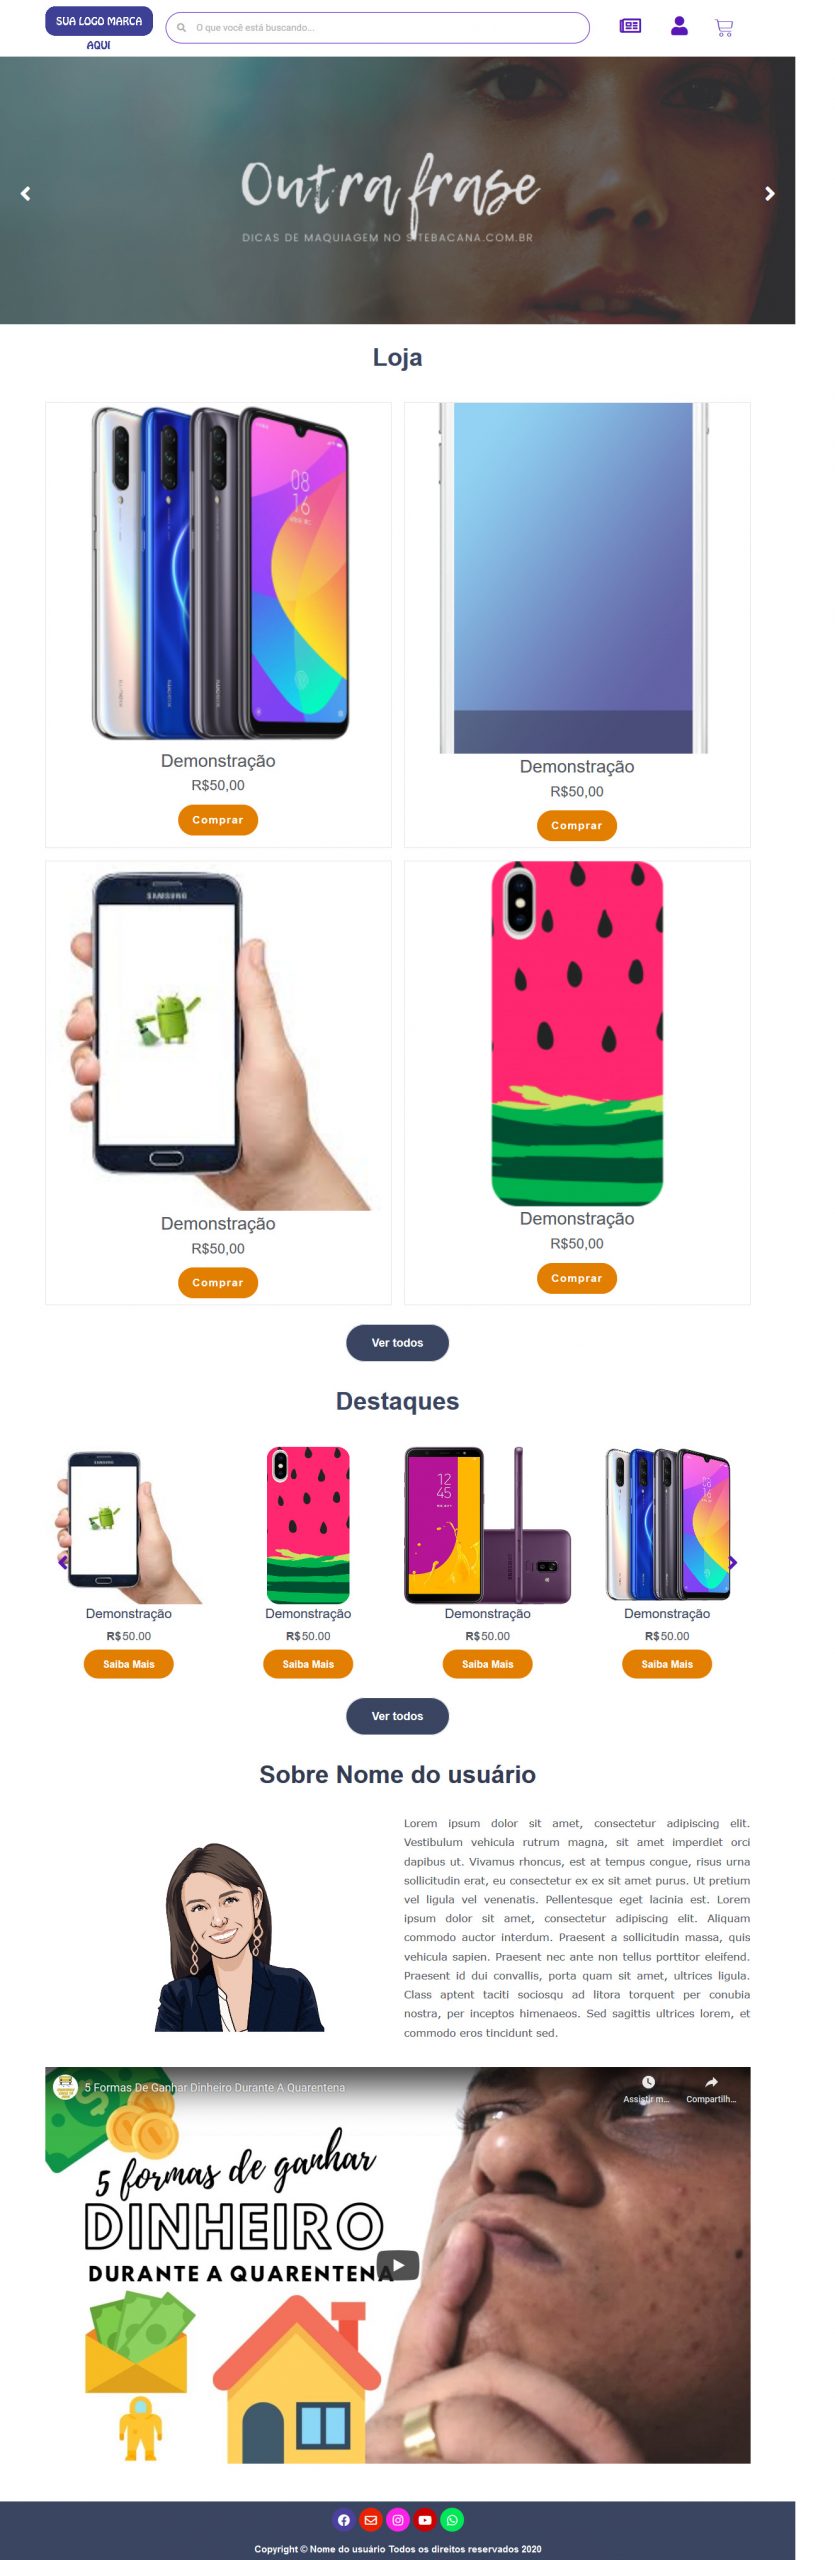 SUA LOGO MARCA
AQUI
O que você está buscando...
Outra frase
DICAS DE MAQUIAGEM NO SITEBACANA.COM.BR
Loja
08
16
Demonstração
R$50,00
Comprar
Demonstração
R$50,00
Comprar
SAMSUNG
Demonstração
R$50,00
Comprar
Demonstração
R$50,00
Comprar
Ver todos
Destaques
12
45
Demonstração
R$50.00
Saiba Mais
Demonstração
R$50.00
Saiba Mais
Demonstração
R$50.00
Saiba Mais
Demonstração
R$50.00
Saiba Mais
Ver todos
Sobre Nome do usuário
Lorem ipsum dolor sit amet, consectetur adipiscing elit.
Vestibulum vehicula rutrum magna, sit amet imperdiet orci
dapibus ut. Vivamus rhoncus, est at tempus congue, risus urna
sollicitudin erat, eu consectetur ex ex sit amet purus. Ut pretium
vel ligula vel venenatis. Pellentesque eget lacinia est. Lorem
ipsum dolor sit amet, consectetur adipiscing elit. Aliquam
commodo auctor interdum. Praesent a sollicitudin massa, quis
vehicula sapien. Praesent nec ante non tellus porttitor eleifend.
Praesent id dui convallis, porta quam sit amet, ultrices ligula.
Class aptent taciti sociosqu ad litora torquent per conubia
nostra, per inceptos himenaeos. Sed sagittis ultrices lorem, et
commodo eros tincidunt sed.
5 Formas De Ganhar Dinheiro Durante A Quarentena
Assistir m...
Compartilh...
5 formas de ganhar
DINHEIRO
DURANTE A QUARENTENA
Copyright © Nome do usuário Todos os direitos reservados 2020